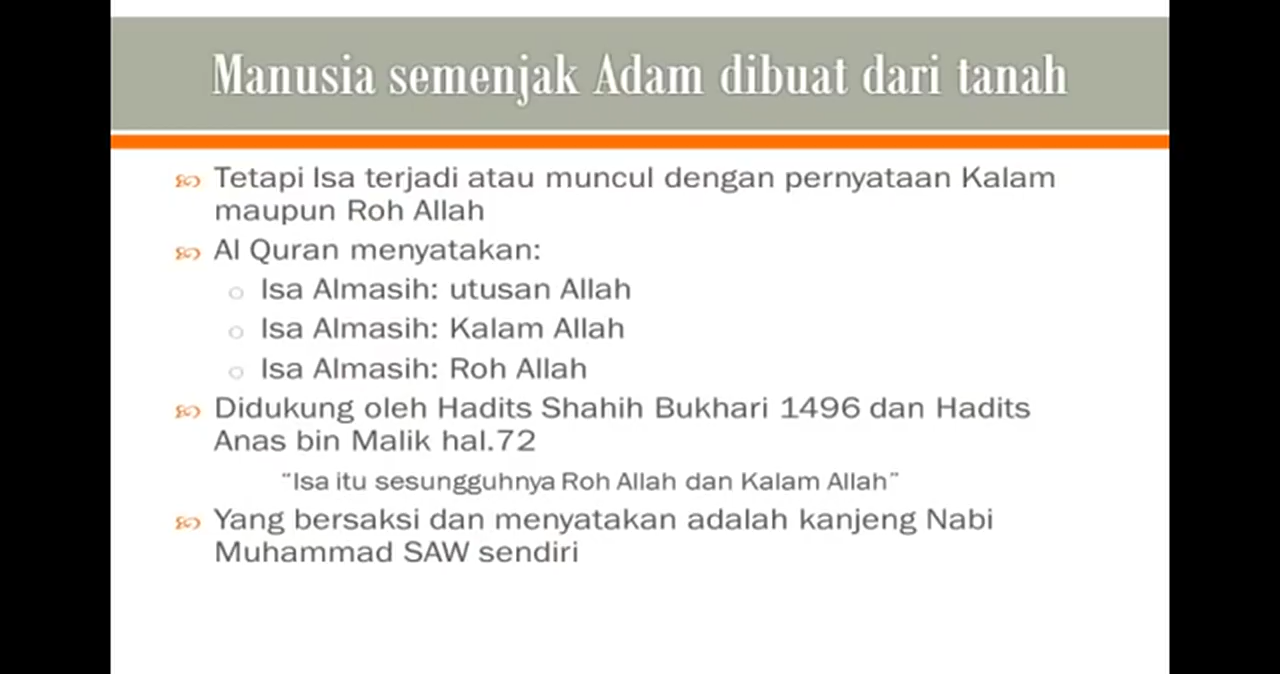 Manusia semenjak Adam dibuat dari tanah
Tetapi Isa terjadi atau muncul dengan pernyataan Kalam
maupun Roh Allah
Al Quran menyatakan:
Isa Almasih: utusan Allah
Isa Almasih: Kalam Allah
Isa Almasih: Roh Allah
Didukung oleh Hadits Shahih Bukhari 1496 dan Hadits
Anas bin Malik hal.72
“Isa itu sesungguhnya Roh Allah dan Kalam Allah”
Yang bersaksi dan menyatakan adalah kanjeng Nabi
Muhammad SAW sendiri